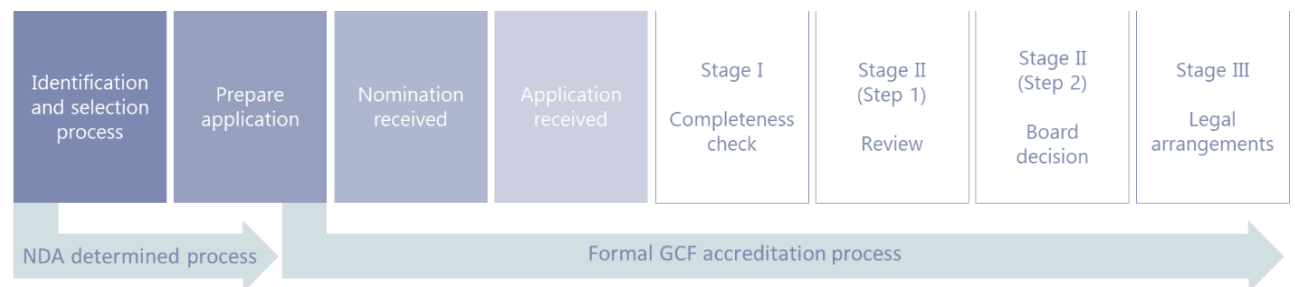 Identification
and selection
process
Prepare
application
Nomination
received
Application
received
Stage I
Completeness
check
Stage II
(Step 1)
Review
Stage II
(Step 2)
Board
decision
Stage III
Legal
arrangements
NDA determined process
Formal GCF accreditation process